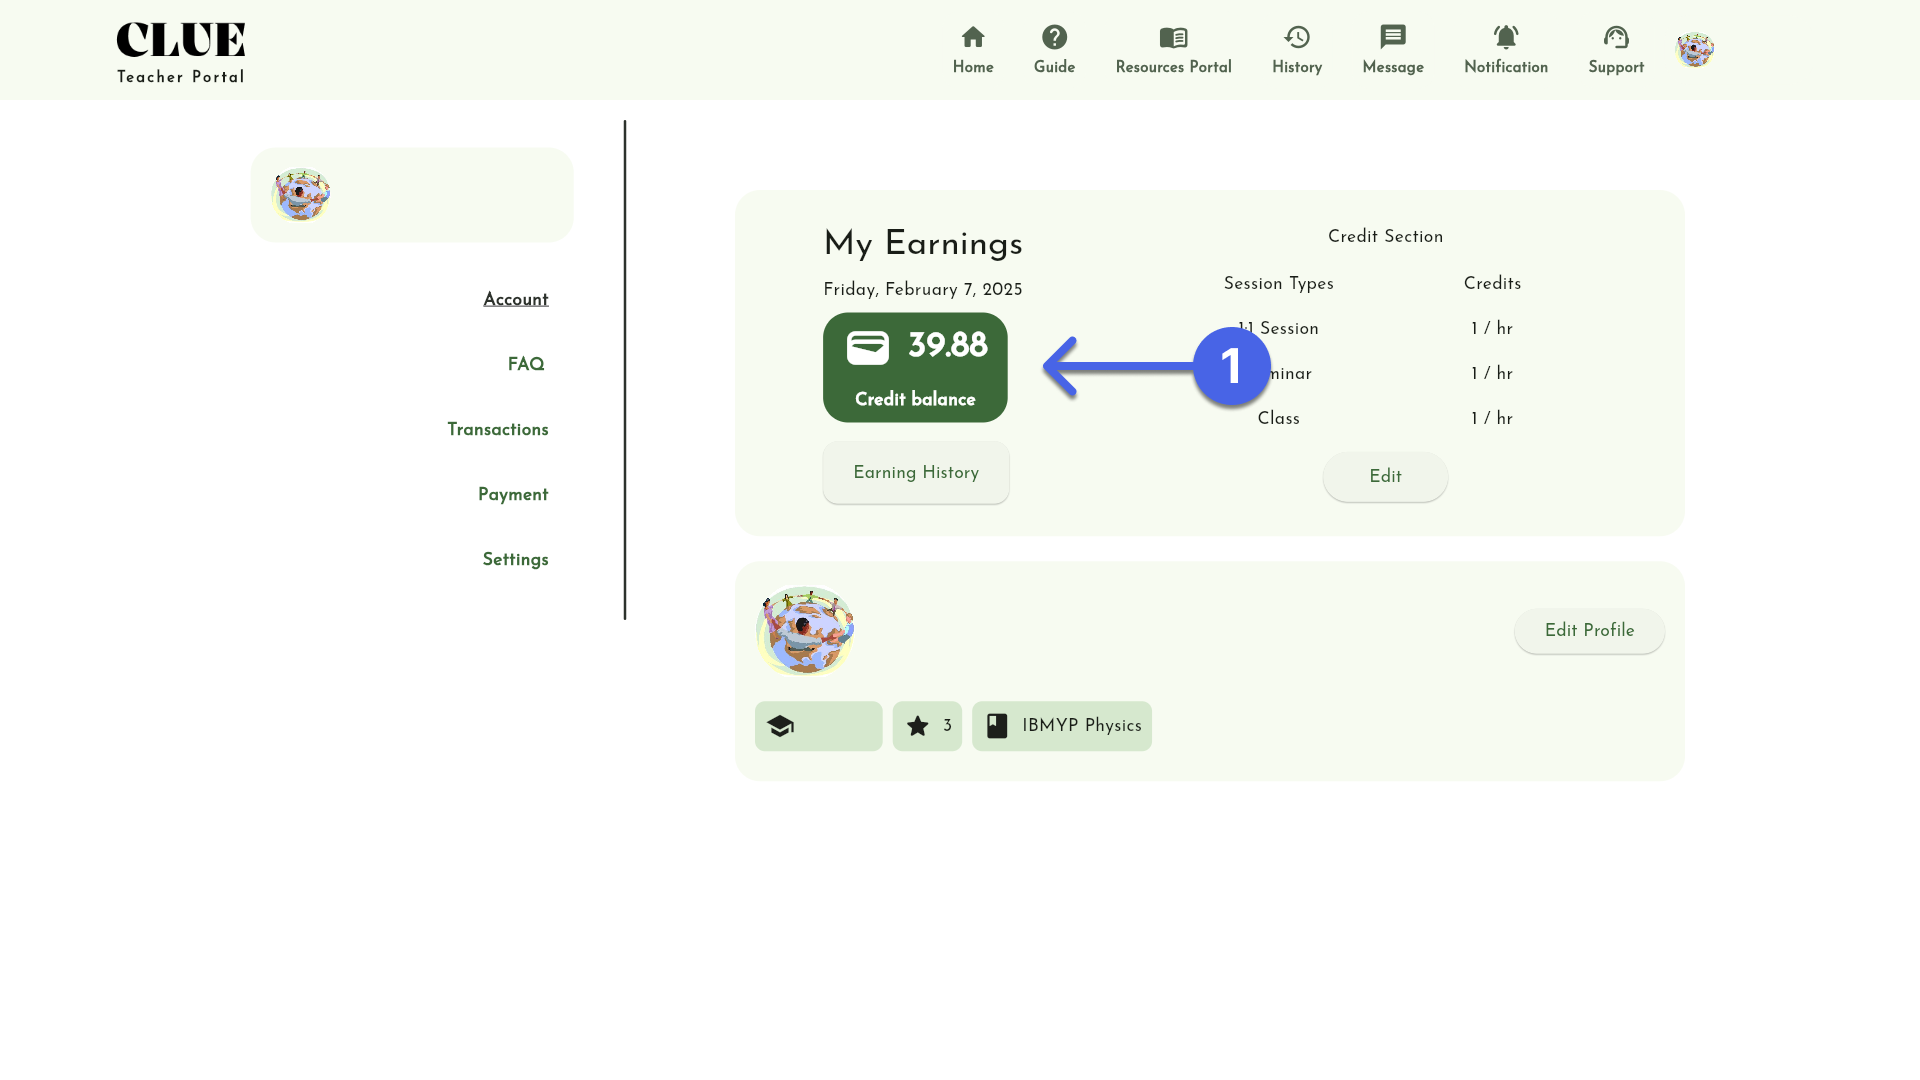 CLUE
Teacher Portal
Home
Guide
Resources Portal
History
Message
Notification
Support
Account
FAQ
Transactions
Payment
Settings
My Earnings
Friday, February 7, 2025
39.88
Credit balance
Earning History
1
Credit Section
Session Types Credits
1:1 Session 1 / hr
1 / hr
Class 1 / hr
Edit
Edit Profile
3
IBMYP Physics